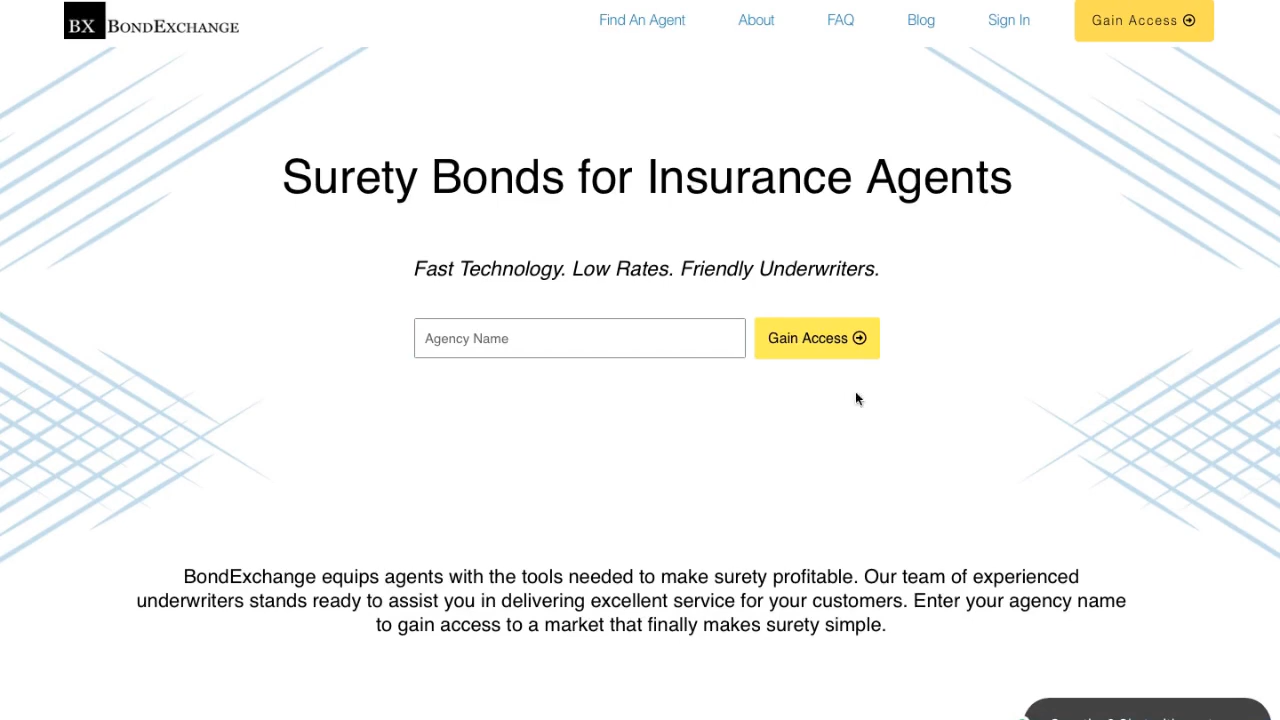 BX BONDEXCHANGE
Find An Agent
About
FAQ
Blog
Sign In
Gain Access
Surety Bonds for Insurance Agents
Fast Technology. Low Rates. Friendly Underwriters.
Agency Name
Gain Access
BondExchange equips agents with the tools needed to make surety profitable. Our team of experienced
underwriters stands ready to assist you in delivering excellent service for your customers. Enter your agency name
to gain access to a market that finally makes surety simple.